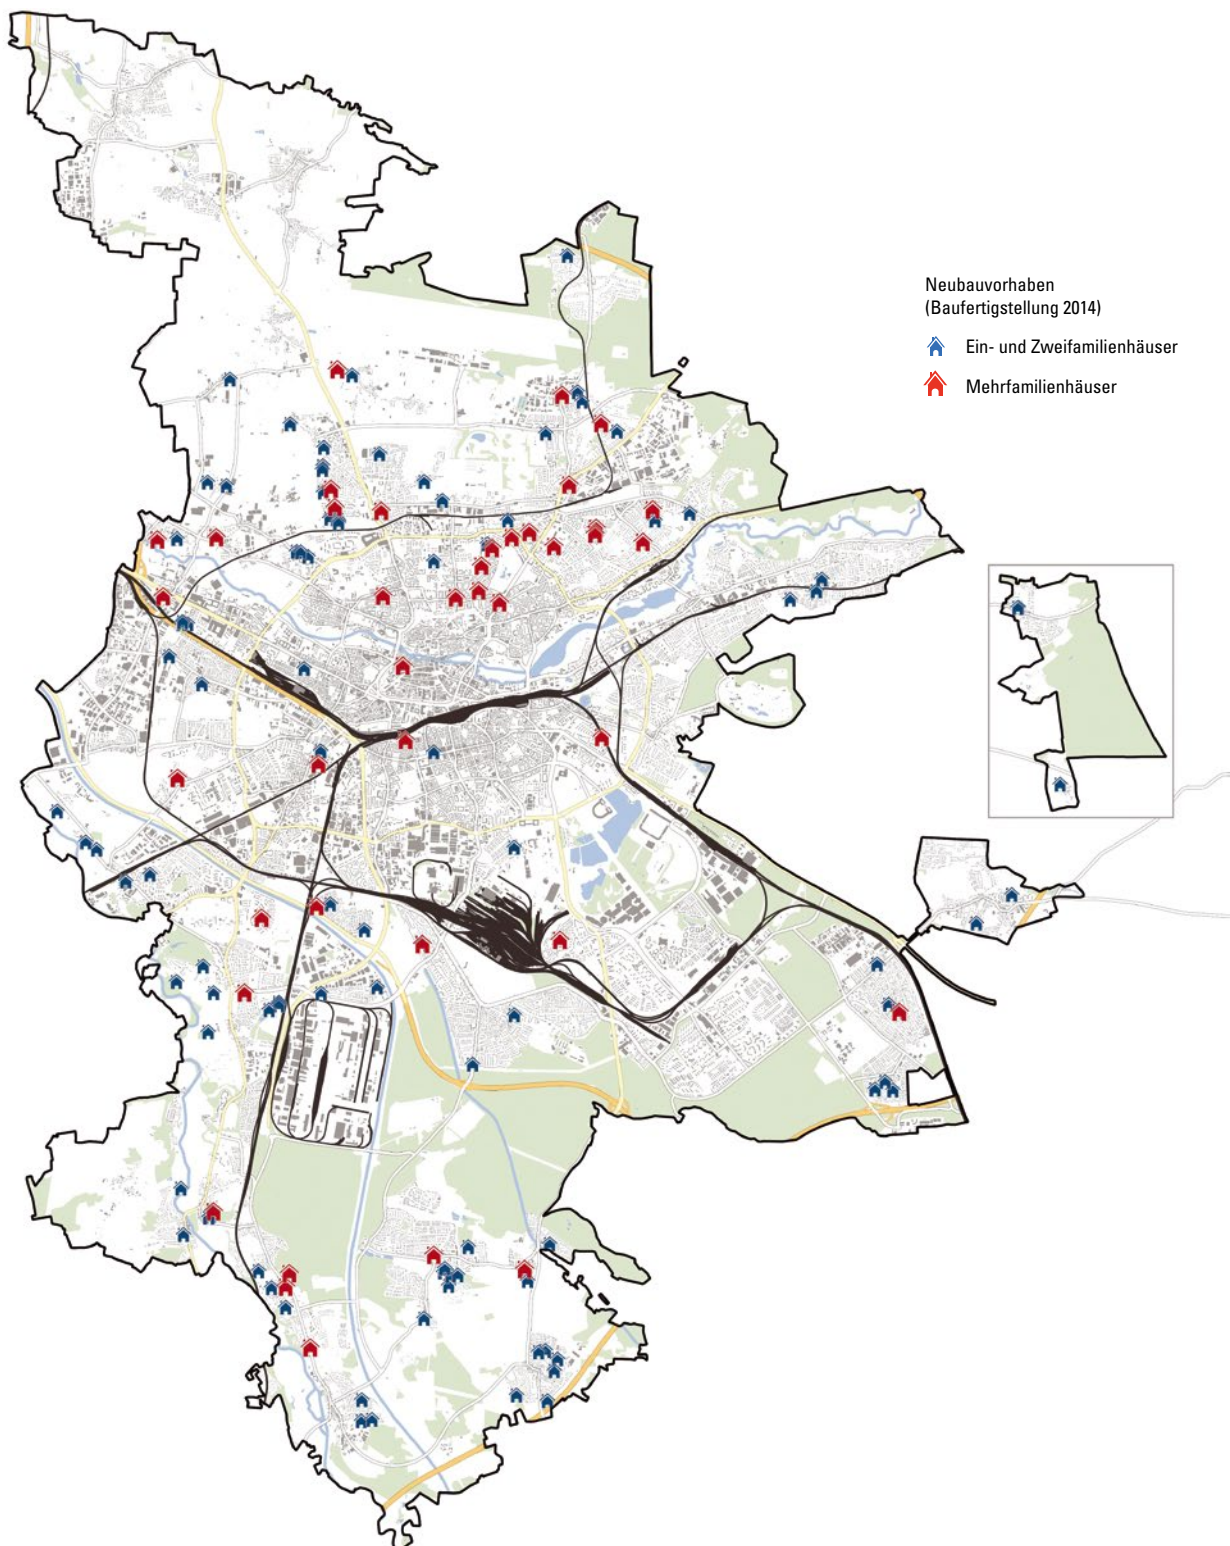 Neubauvorhaben
(Baufertigstellung 2014)
Ein- und Zweifamilienhäuser
Mehrfamilienhäuser